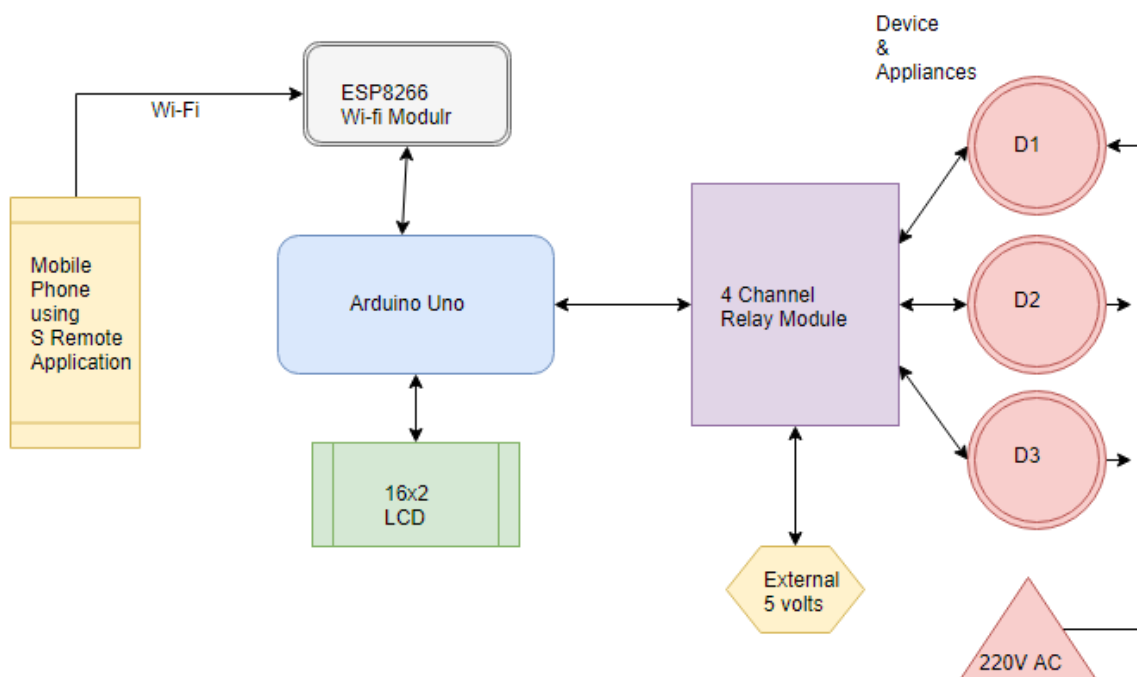 Device
&
Appliances
ESP8266
Wi-fi Modulr
Wi-Fi
D1
Mobile
Phone
using
S Remote
Application
Arduino Uno
4 Channel
Relay Module
D2
D3
16x2
LCD
External
5 volts
220V AC